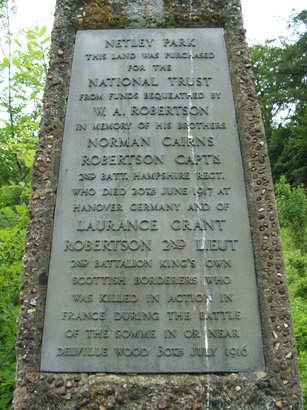 NETLEY PARK
THIS LAND WAS PURCHASED
FOR THE
NATIONAL TRUST
FROM FUNDS BEQUEATHED BY
W. A. ROBERTSON
IN MEMORY OF HIS BROTHERS
NORMAN CAIRNS
ROBERTSON CAPTN
2ND BATT. HAMPSHIRE REGT.
WHO DIED 20TH JUNE 1917 AT
HANOVER GERMANY AND OF
LAURANCE GRANT
ROBERTSON 2ND LIEUT
2ND BATTALION KING'S OWN
SCOTTISH BORDERERS WHO
WAS KILLED IN ACTION IN
FRANCE DURING THE BATTLE
OF THE SOMME IN OR NEAR
DELVILLE WOOD 30TH JULY 1916